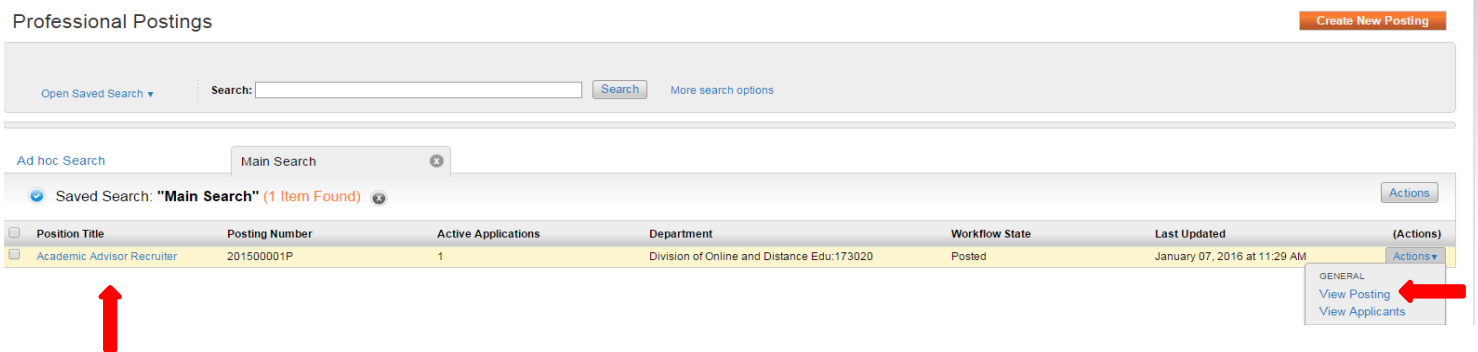 Professional Postings
Create New Posting
Open Saved Search ▾ Search: Search More search options
Ad hoc Search Main Search
Saved Search: "Main Search" (1 Item Found) Actions
Position Title Posting Number Active Applications Department Workflow State Last Updated (Actions)
Academic Advisor Recruiter 201500001P 1 Division of Online and Distance Edu:173020 Posted January 07, 2016 at 11:29 AM Actions▾
GENERAL
View Posting
View Applicants